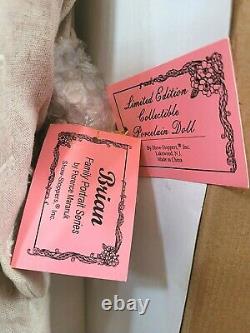 Limited Edition
Collectible
Porcelain Doll
By Show-Stoppers,® Inc.
Lakewood, N.J.
Made in China
Brian
Family Portrait Series
by Florence Maranuk
Show-Stoppers,® Inc.